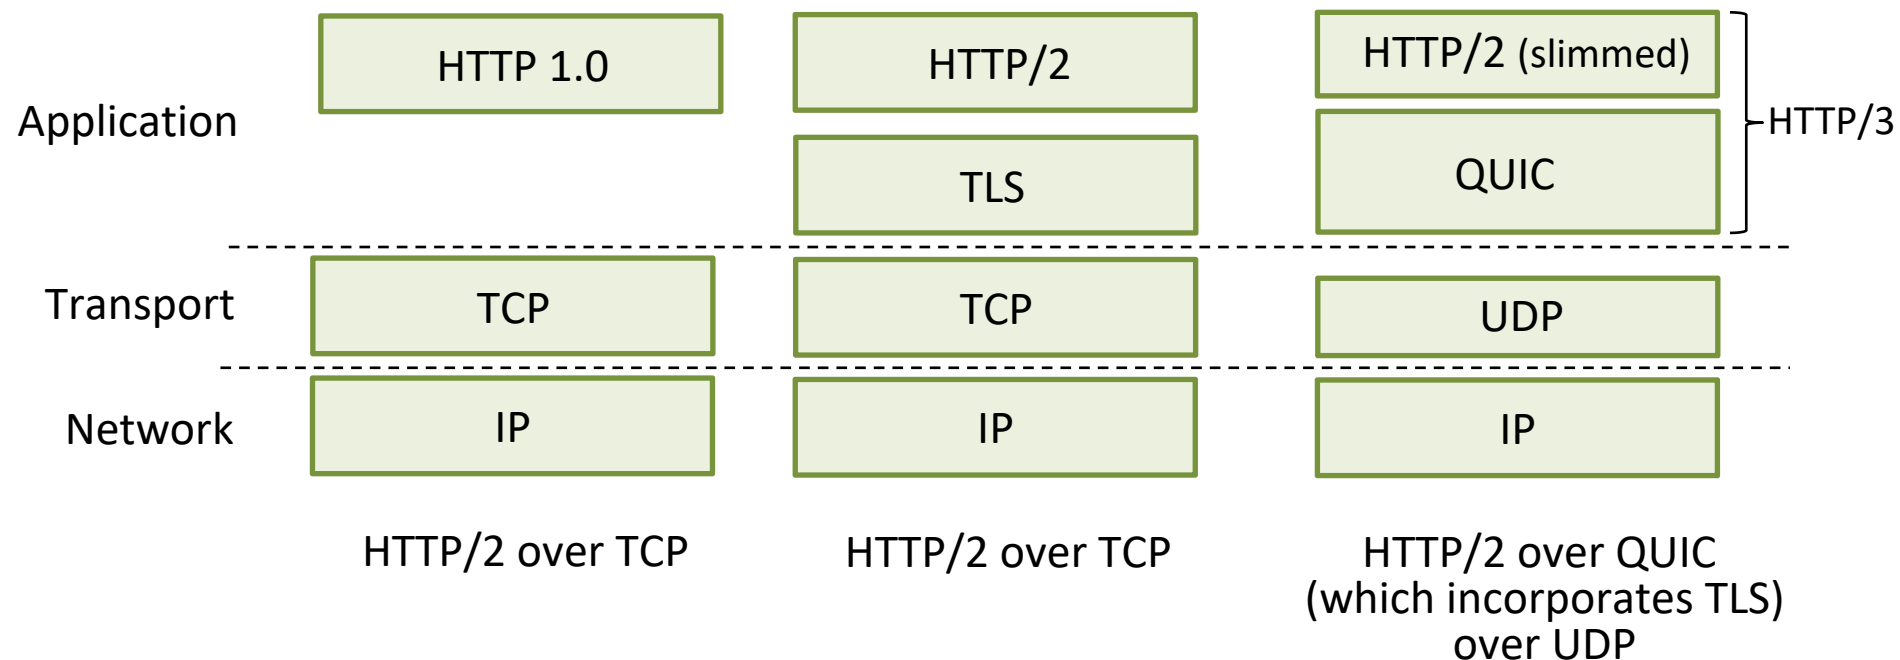 HTTP 1.0
HTTP/2
HTTP/2 (slimmed)
Application
HTTP/3
TLS
QUIC
Transport
TCP
TCP
UDP
Network
IP
IP
IP
HTTP/2 over TCP
HTTP/2 over TCP
HTTP/2 over QUIC
(which incorporates TLS)
over UDP